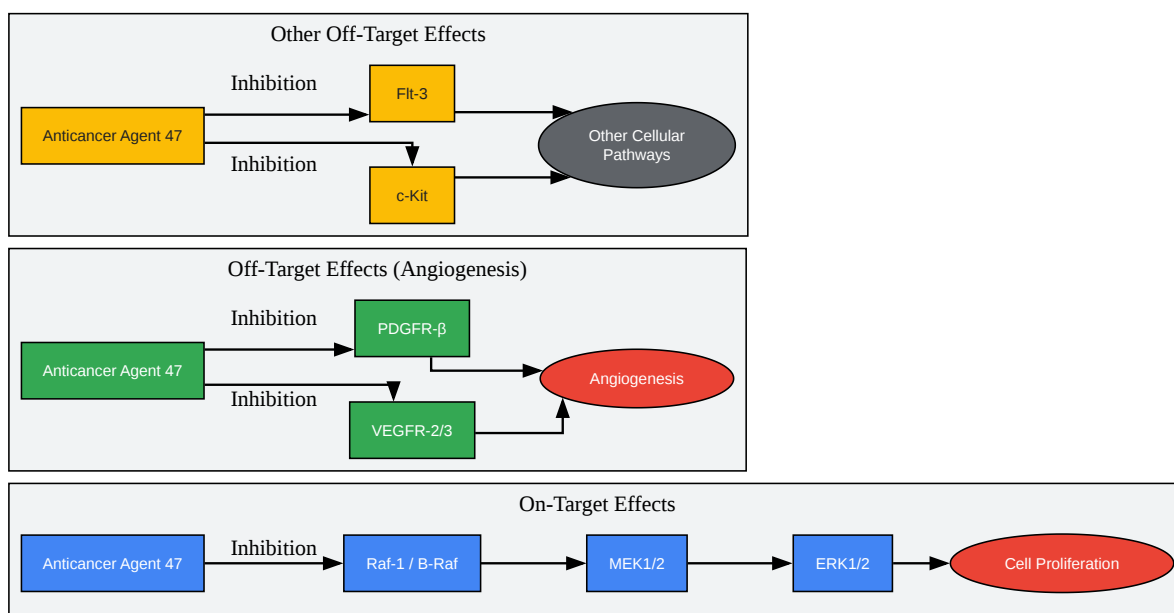 Other Off-Target Effects
Inhibition
Flt-3
Anticancer Agent 47
Other Cellular
Pathways
Inhibition
c-Kit
Off-Target Effects (Angiogenesis)
Inhibition
PDGFR-β
Anticancer Agent 47
Angiogenesis
Inhibition
VEGFR-2/3
On-Target Effects
Anticancer Agent 47
Inhibition
Raf-1 / B-Raf
MEK1/2
ERK1/2
Cell Proliferation